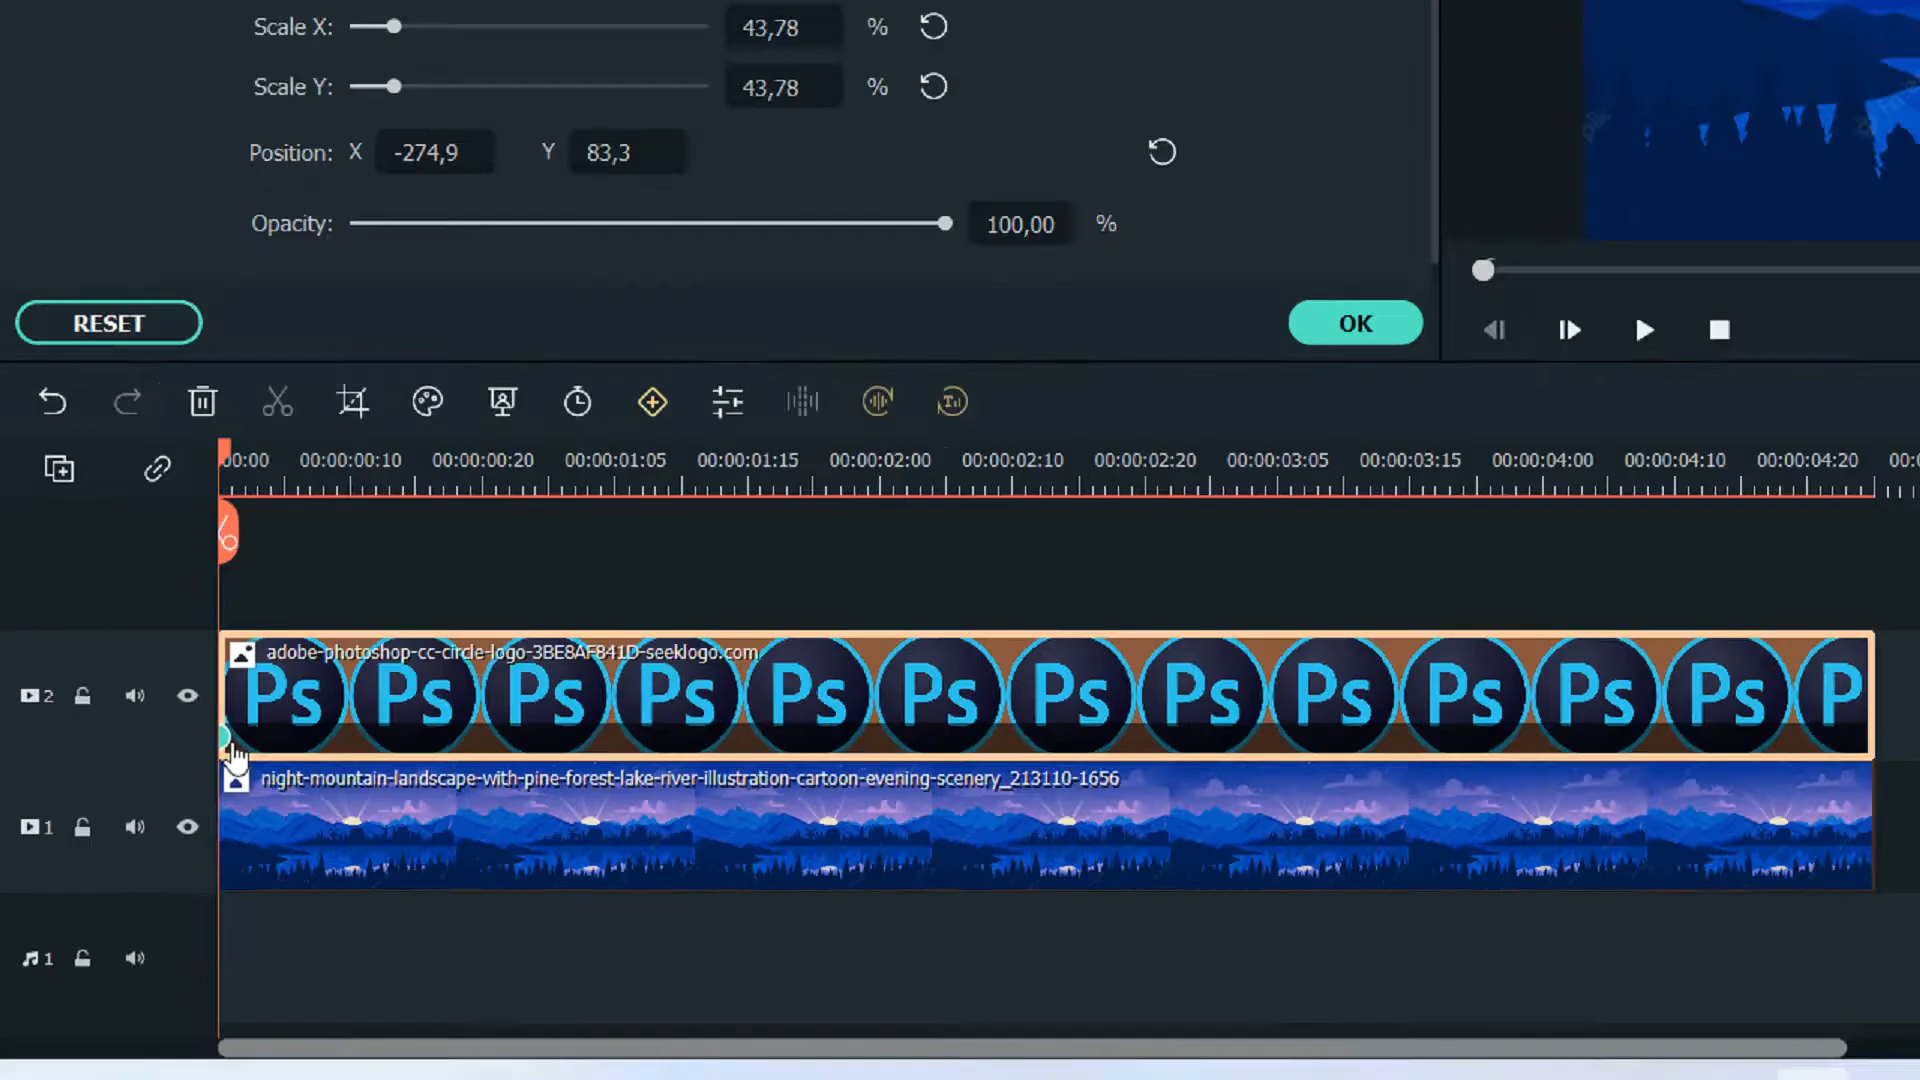 Scale X: 43,78 %
Scale Y: 43,78 %
Position: X -274,9 Y 83,3
Opacity: 100,00 %
RESET OK
00:00 00:00:00:10 00:00:00:20 00:00:01:05 00:00:01:15 00:00:02:00 00:00:02:10 00:00:02:20 00:00:03:05 00:00:03:15 00:00:04:00 00:00:04:10 00:00:04:20 00:0
adobe-photoshop-cc-circle-logo-3BE8AF841D-seeklogo.com
2 Ps Ps Ps Ps Ps Ps Ps Ps Ps Ps Ps Ps P
night-mountain-landscape-with-pine-forest-lake-river-illustration-cartoon-evening-scenery_213110-1656
1
1